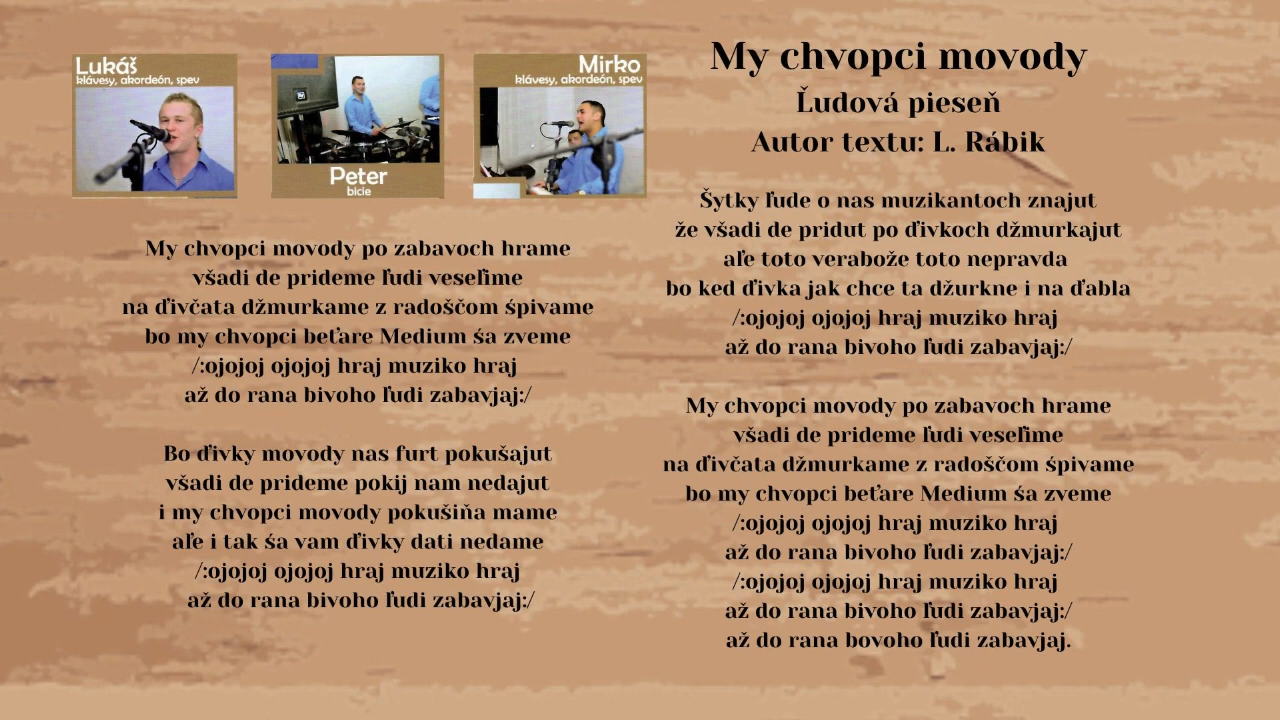 Lukáš
klávesy, akordeón, spev
Peter
bicie
Mirko
klávesy, akordeón, spev
My chvopci movody po zabavoch hrame
všadi de prideme ľudi veseľime
na ďivčata džmurkame z radoščom śpivame
bo my chvopci beťare Medium śa zveme
/:ojojoj ojojoj hraj muziko hraj
až do rana bivoho ľudi zabavjaj:/
Bo ďivky movody nas furt pokušajut
všadi de prideme pokij nam nedajut
i my chvopci movody pokušiňa mame
aľe i tak śa vam ďivky dati nedame
/:ojojoj ojojoj hraj muziko hraj
až do rana bivoho ľudi zabavjaj:/
My chvopci movody
Ľudová pieseň
Autor textu: L. Rábik
Šytky ľude o nas muzikantoch znajut
že všadi de pridut po ďivkoch džmurkajut
aľe toto verabože toto nepravda
bo ked ďivka jak chce ta džurkne i na ďabla
/:ojojoj ojojoj hraj muziko hraj
až do rana bivoho ľudi zabavjaj:/
My chvopci movody po zabavoch hrame
všadi de prideme ľudi veseľime
na ďivčata džmurkame z radoščom śpivame
bo my chvopci beťare Medium śa zveme
/:ojojoj ojojoj hraj muziko hraj
až do rana bivoho ľudi zabavjaj:/
/:ojojoj ojojoj hraj muziko hraj
až do rana bivoho ľudi zabavjaj:/
až do rana bovoho ľudi zabavjaj.